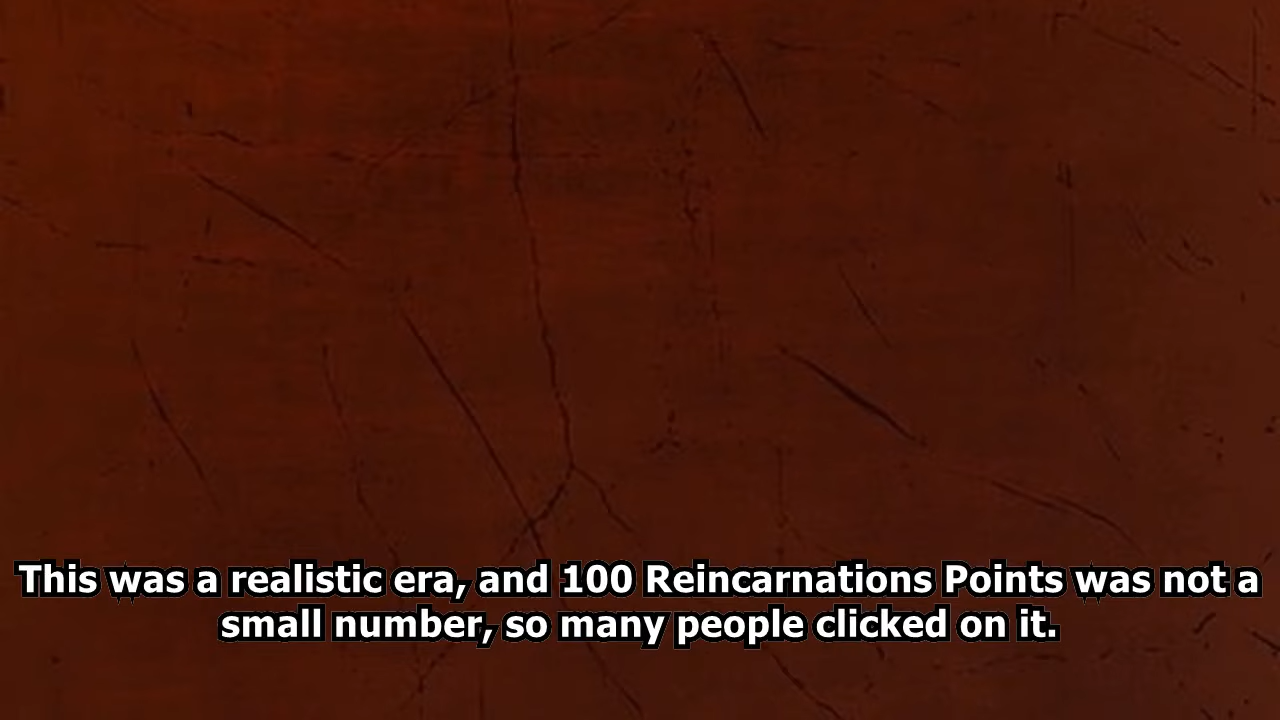 This was a realistic era, and 100 Reincarnations Points was not a
small number, so many people clicked on it.